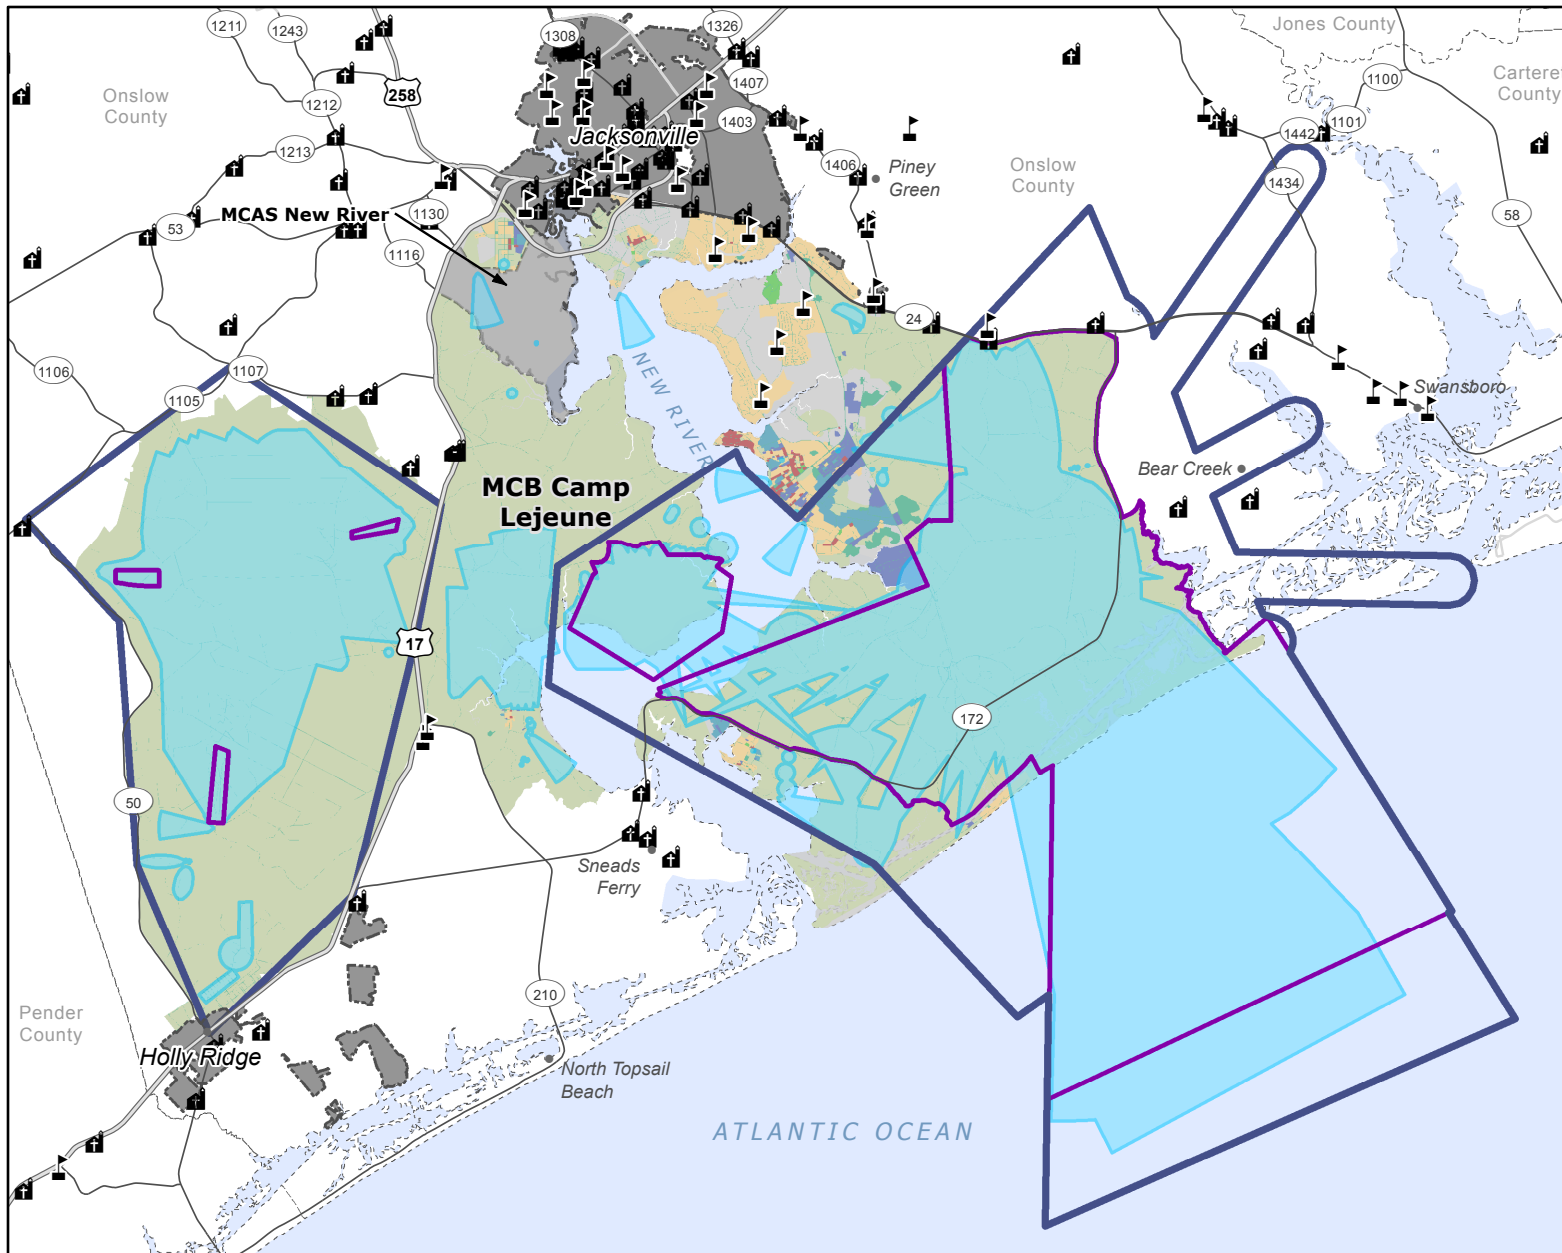 1211
1243
1308
1326
Jones County
1100
Carteret
County
Onslow
County
258
1407
1212
1403
1101
1442
Jacksonville
1213
1406
Piney
Green
Onslow
County
1434
MCAS New River
1130
53
58
1116
24
NEW RIVER
1106
1107
1105
Swansboro
Bear Creek
MCB Camp
Lejeune
17
172
50
Sneads
Ferry
210
Pender
County
Holly Ridge
North Topsail
Beach
ATLANTIC OCEAN